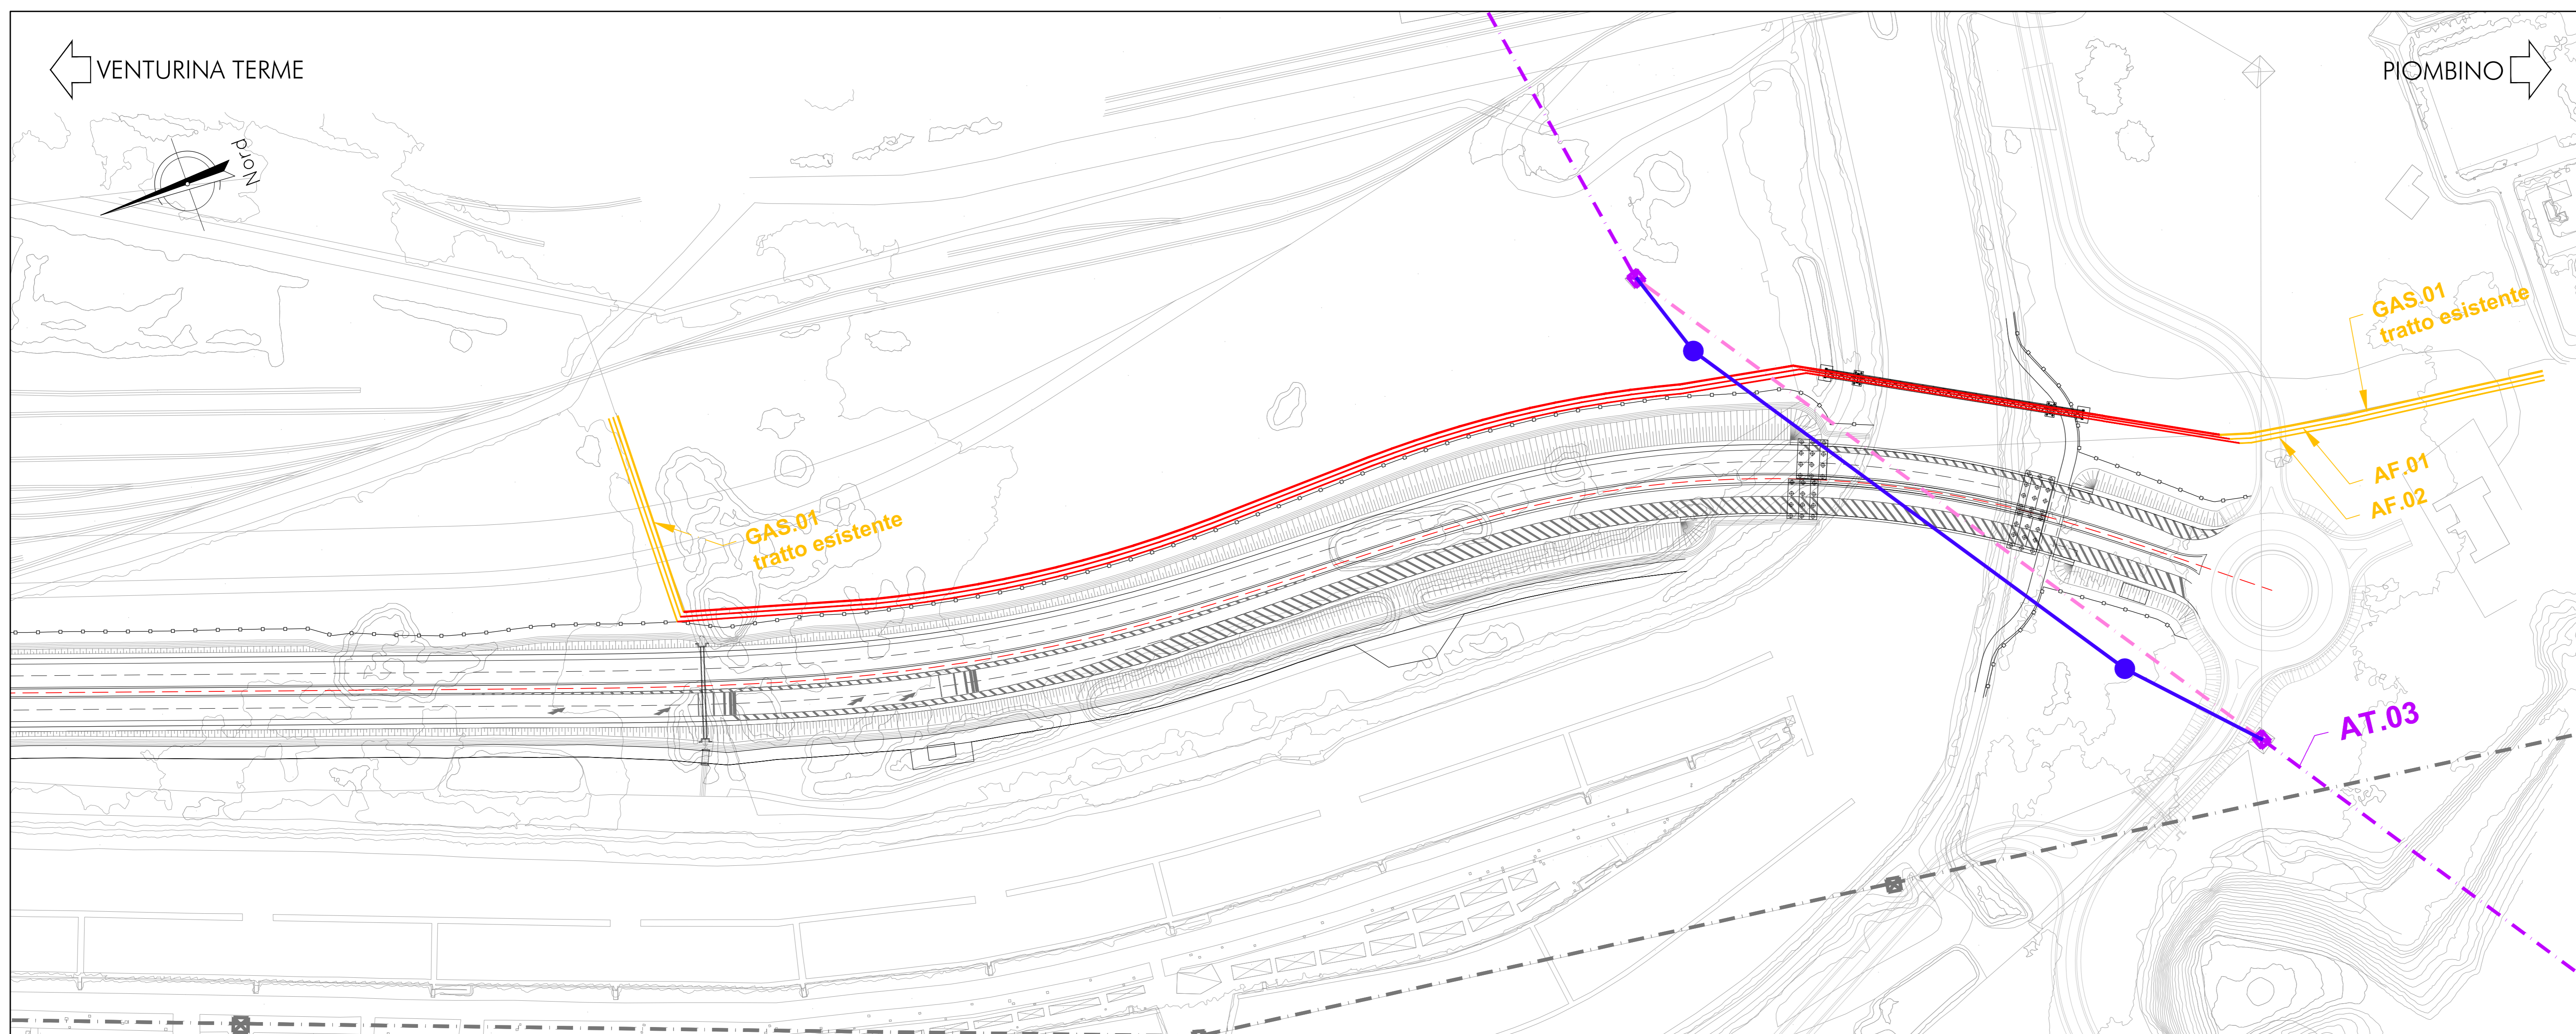 VENTURINA TERME
PIOMBINO
Nord
GAS.01
tratto esistente
AF.01
AF.02
GAS.01
tratto esistente
AT.03